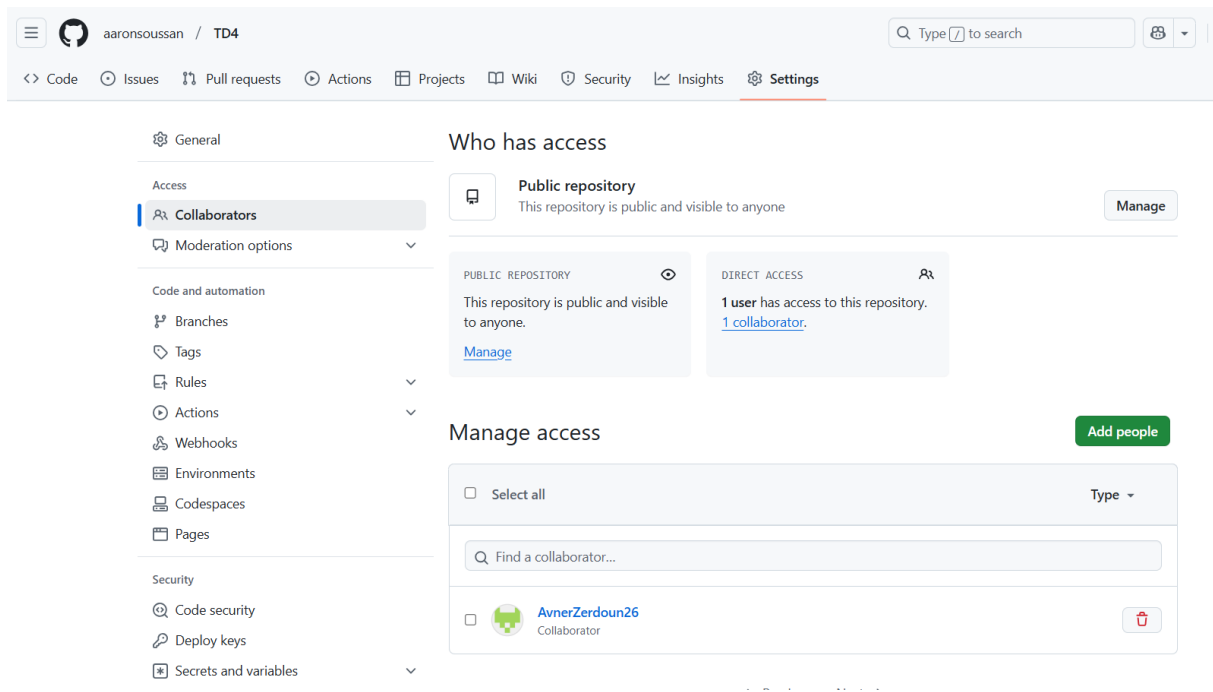 aaronsoussan / TD4
Type / to search
Code Issues Pull requests Actions Projects Wiki Security Insights Settings
General
Access
Collaborators
Moderation options
Code and automation
Branches
Tags
Rules
Actions
Webhooks
Environments
Codespaces
Pages
Security
Code security
Deploy keys
Secrets and variables
Who has access
Public repository
This repository is public and visible to anyone
Manage
PUBLIC REPOSITORY
This repository is public and visible
to anyone.
Manage
DIRECT ACCESS
1 user has access to this repository.
1 collaborator.
Manage access
Add people
Select all
Type
Find a collaborator...
AvnerZerdoun26
Collaborator